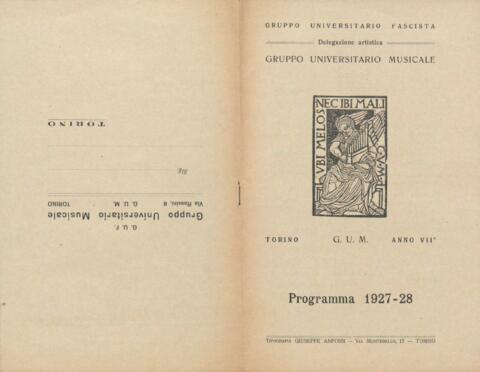 GRUPPO UNIVERSITARIO FASCISTA
Delegazione artistica
GRUPPO UNIVERSITARIO MUSICALE
VBI MELOS
NEC IBI MALI
TORINO G. U. M. ANNO VII°
Programma 1927-28
TIPOGRAFIA GIUSEPPE ANFOSSI — VIA MONTEBELLO, 17 — TORINO
G. U. F.
Gruppo Universitario Musicale
G. U. M.
Via Rossini, 8 TORINO
TORINO